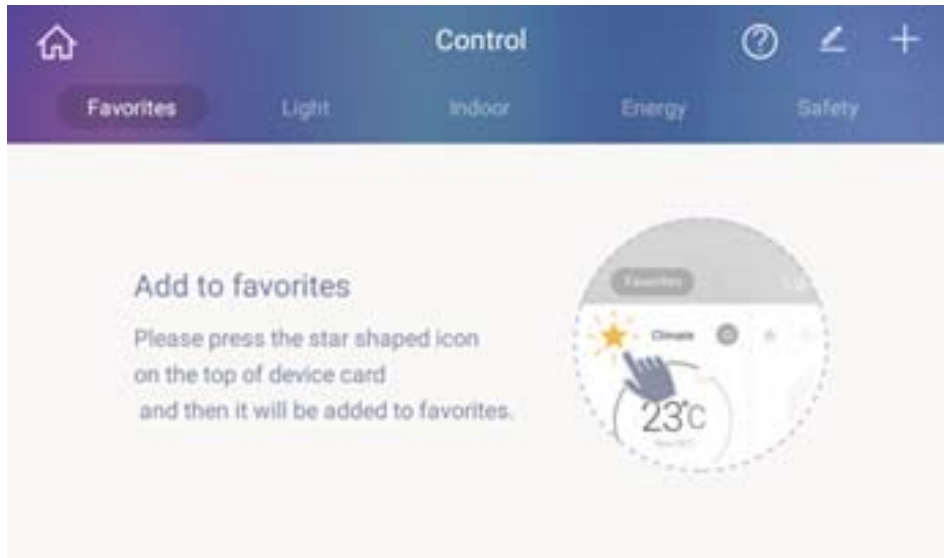 Control
Favorites Light Indoor Energy Safety
Add to favorites
Please press the star shaped icon
on the top of device card
and then it will be added to favorites.
Favorites
Climate
23°C